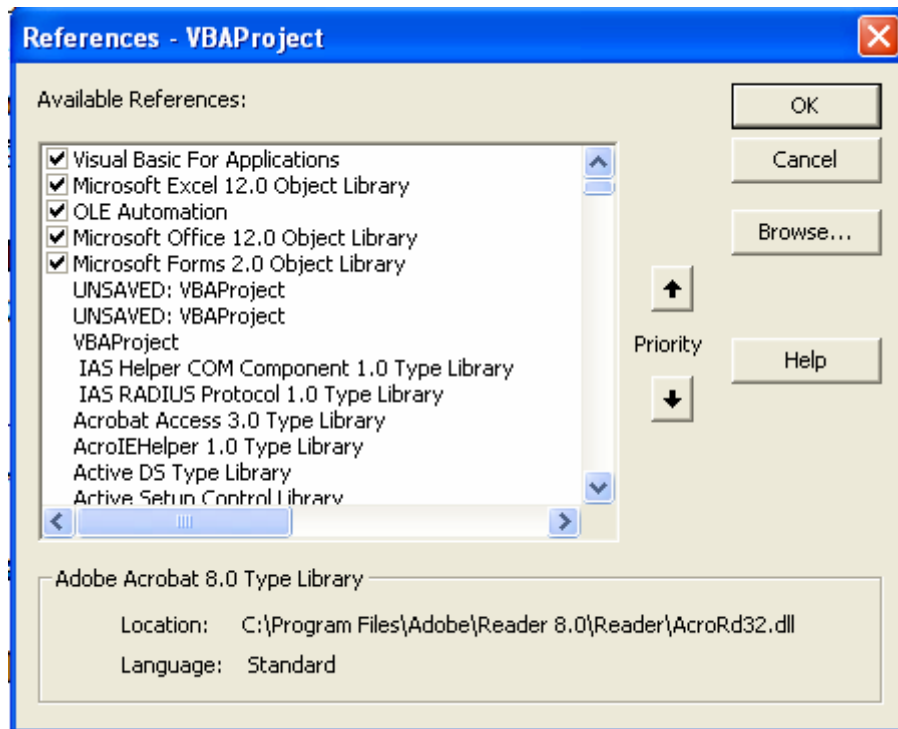 References - VBAProject
Available References:
OK
Cancel
Browse...
Help
Priority
Visual Basic For Applications
Microsoft Excel 12.0 Object Library
OLE Automation
Microsoft Office 12.0 Object Library
Microsoft Forms 2.0 Object Library
UNSAVED: VBAProject
UNSAVED: VBAProject
VBAProject
IAS Helper COM Component 1.0 Type Library
IAS RADIUS Protocol 1.0 Type Library
Acrobat Access 3.0 Type Library
AcroIEHelper 1.0 Type Library
Active DS Type Library
Active Setup Control Library
Adobe Acrobat 8.0 Type Library
Location: C:\Program Files\Adobe\Reader 8.0\Reader\AcroRd32.dll
Language: Standard